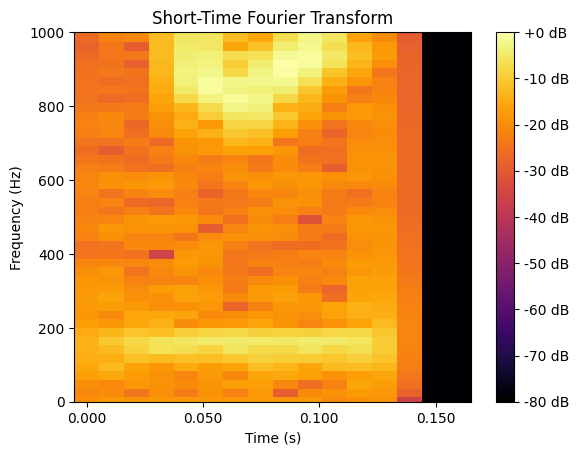 Short-Time Fourier Transform
1000
800
600
400
200
0
Frequency (Hz)
0.000
0.050
0.100
0.150
Time (s)
+0 dB
-10 dB
-20 dB
-30 dB
-40 dB
-50 dB
-60 dB
-70 dB
-80 dB